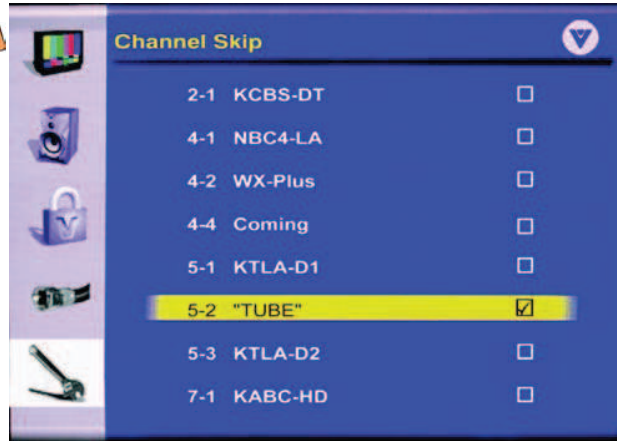 Channel Skip
2-1 KCBS-DT
4-1 NBC4-LA
4-2 WX-Plus
4-4 Coming
5-1 KTLA-D1
5-2 "TUBE"
5-3 KTLA-D2
7-1 KABC-HD